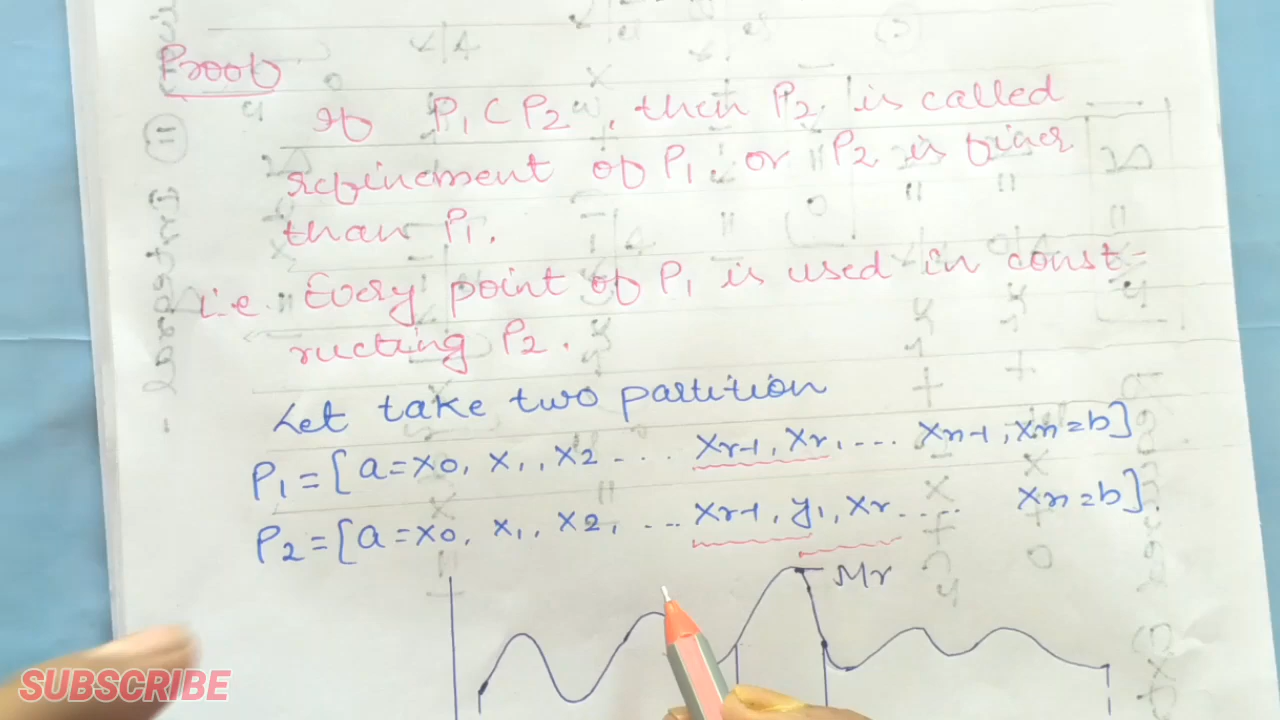 Proof
If P₁ ⊂ P₂, then P₂ is called
refinement of P₁ or P₂ is finer
than P₁.
i.e. Every point of P₁ is used in const-
ructing P₂.
Let take two partition
P₁ = [a = x₀, x₁, x₂ .... xᵣ₋₁, xᵣ, .... xₙ₋₁, xₙ = b]
P₂ = [a = x₀, x₁, x₂, .... xᵣ₋₁, y₁, xᵣ ..... xₙ = b].
Mr
SUBSCRIBE